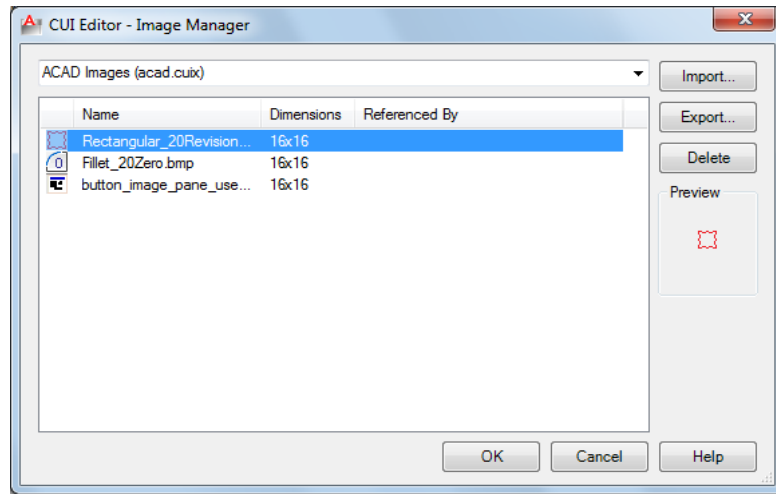 CUI Editor - Image Manager
ACAD Images (acad.cuix)
Import...
Name Dimensions Referenced By
Export...
Rectangular_20Revision... 16x16
Fillet_20Zero.bmp 16x16
Delete
button_image_pane_use... 16x16
Preview
OK Cancel Help